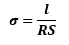 σ = l / RS